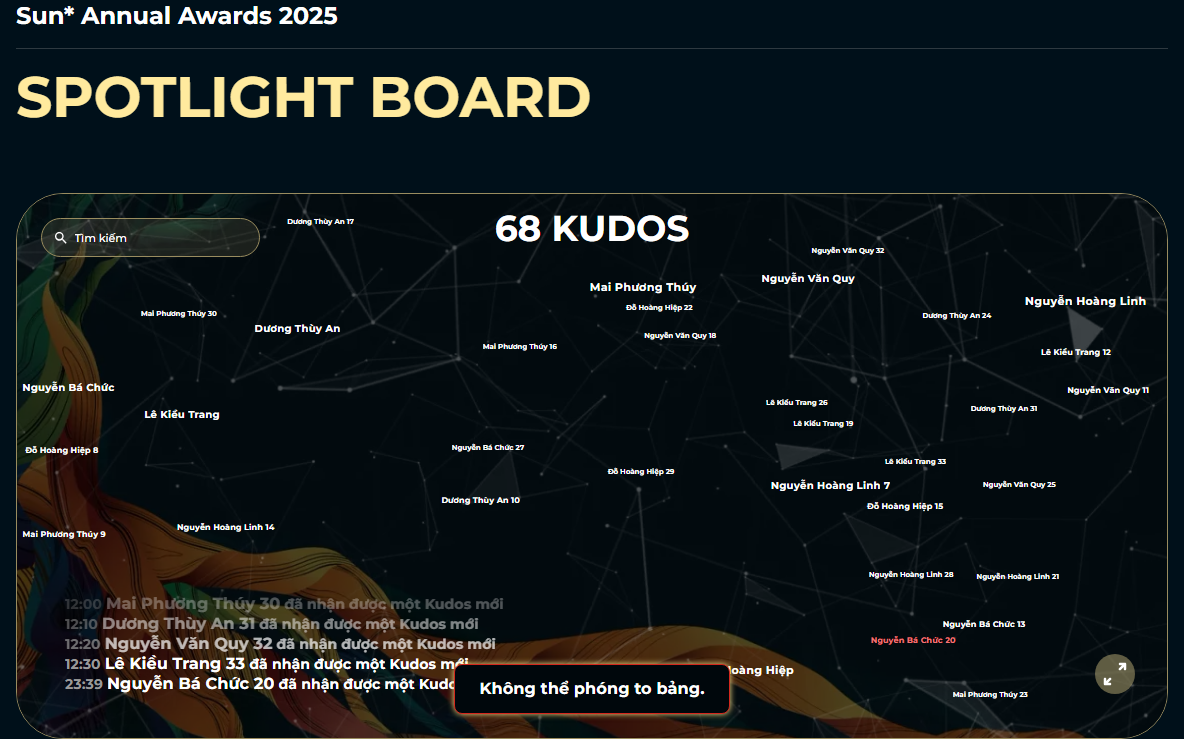 Sun* Annual Awards 2025
SPOTLIGHT BOARD
Tìm kiếm
68 KUDOS
Dương Thùy An 17
Nguyễn Văn Quy 32
Nguyễn Văn Quy
Mai Phương Thúy
Nguyễn Hoàng Linh
Đỗ Hoàng Hiệp 22
Mai Phương Thúy 30
Dương Thùy An 24
Dương Thùy An
Nguyễn Văn Quy 18
Mai Phương Thúy 16
Lê Kiều Trang 12
Nguyễn Bá Chức
Nguyễn Văn Quy 11
Lê Kiều Trang 26
Dương Thùy An 31
Lê Kiều Trang
Lê Kiều Trang 19
Nguyễn Bá Chức 27
Đỗ Hoàng Hiệp 8
Lê Kiều Trang 33
Đỗ Hoàng Hiệp 29
Nguyễn Hoàng Linh 7
Nguyễn Văn Quy 25
Dương Thùy An 10
Đỗ Hoàng Hiệp 15
Nguyễn Hoàng Linh 14
Mai Phương Thúy 9
Nguyễn Hoàng Linh 28
Nguyễn Hoàng Linh 21
12:00 Mai Phương Thúy 30 đã nhận được một Kudos mới
12:10 Dương Thùy An 31 đã nhận được một Kudos mới
Nguyễn Bá Chức 13
Nguyễn Bá Chức 20
12:20 Nguyễn Văn Quy 32 đã nhận được một Kudos mới
12:30 Lê Kiều Trang 33 đã nhận được một Kudos mới
Hoàng Hiệp
23:39 Nguyễn Bá Chức 20 đã nhận được một
Không thể phóng to bảng.
Mai Phương Thúy 23